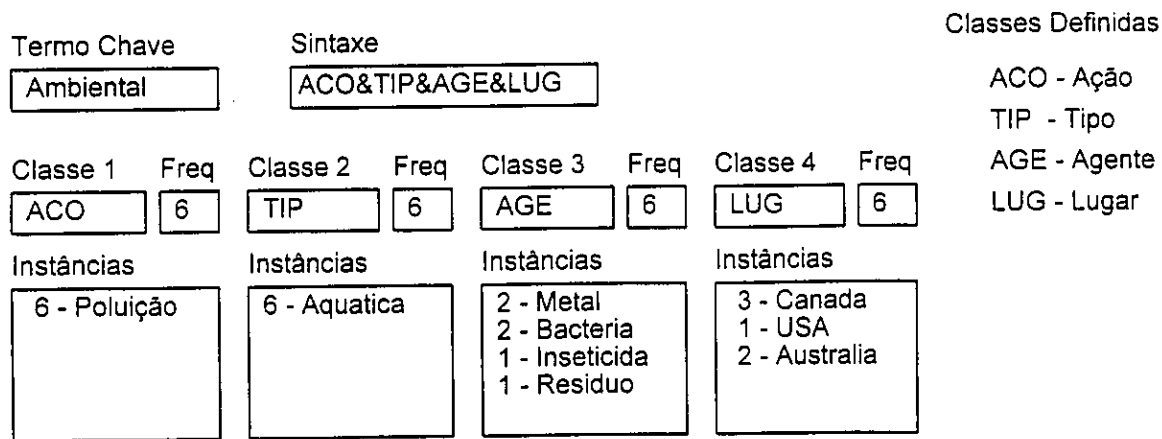 Termo Chave Sintaxe
Ambiental ACO&TIP&AGE&LUG
Classe 1 Freq Classe 2 Freq Classe 3 Freq Classe 4 Freq
ACO 6 TIP 6 AGE 6 LUG 6
Instâncias Instâncias Instâncias Instâncias
6 - Poluição 6 - Aquatica 2 - Metal 3 - Canada
2 - Bacteria 1 - USA
1 - Inseticida 2 - Australia
1 - Residuo
Classes Definidas
ACO - Ação
TIP - Tipo
AGE - Agente
LUG - Lugar